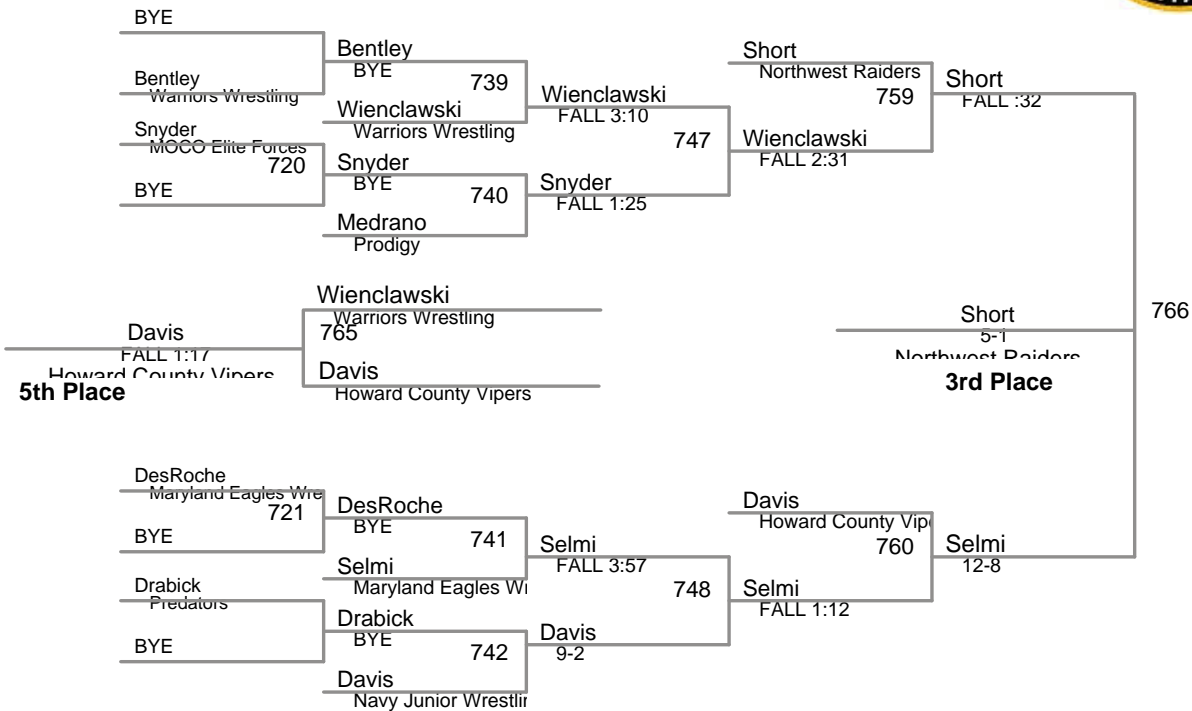 BYE
Bentley
BYE
739
Short
Northwest Raiders
759
Short
FALL :32
Bentley
Warriors Wrestling
Wienclawski
Warriors Wrestling
Wienclawski
FALL 3:10
747
Snyder
MOCO Elite Forces
720
BYE
Snyder
BYE
740
Medrano
Prodigy
Snyder
FALL 1:25
Wienclawski
FALL 2:31
Wienclawski
Warriors Wrestling
765
Davis
FALL 1:17
Howard County Vipers
5th Place
Davis
Howard County Vipers
Short
5-1
Northwest Raiders
3rd Place
766
DesRoche
Maryland Eagles Wre
721
BYE
DesRoche
BYE
741
Selmi
Maryland Eagles Wr
Selmi
FALL 3:57
748
Davis
Howard County Vip
760
Selmi
12-8
Drabick
Predators
BYE
Drabick
BYE
742
Davis
Navy Junior Wrestlin
Davis
9-2
Selmi
FALL 1:12